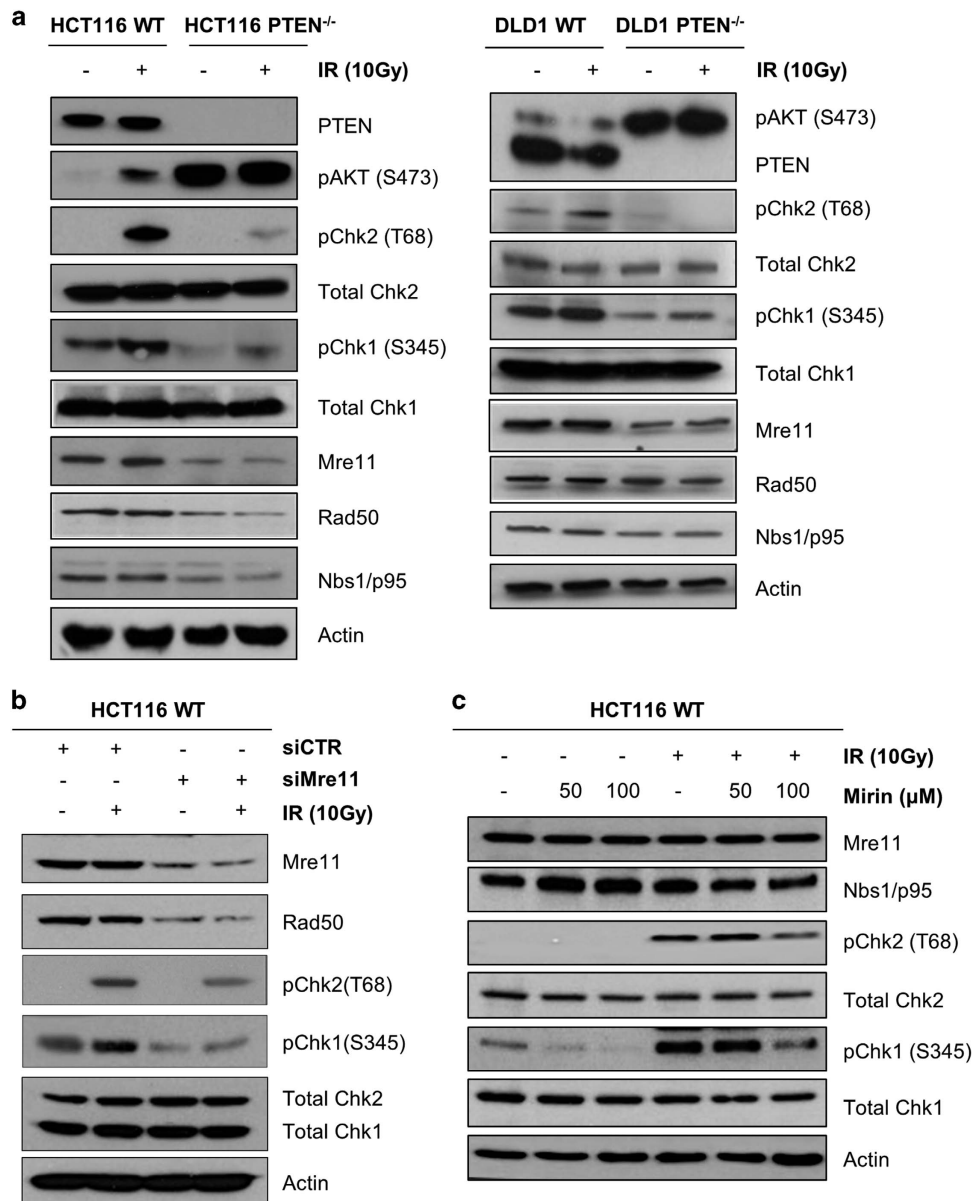 a
HCT116 WT HCT116 PTEN-/-
- + - + IR (10Gy)
PTEN
pAKT (S473)
pChk2 (T68)
Total Chk2
pChk1 (S345)
Total Chk1
Mre11
Rad50
Nbs1/p95
Actin
DLD1 WT DLD1 PTEN-/-
- + - + IR (10Gy)
pAKT (S473)
PTEN
pChk2 (T68)
Total Chk2
pChk1 (S345)
Total Chk1
Mre11
Rad50
Nbs1/p95
Actin
b
HCT116 WT
+ + - - siCTR
- - + + siMre11
- + - + IR (10Gy)
Mre11
Rad50
pChk2(T68)
pChk1(S345)
Total Chk2
Total Chk1
Actin
c
HCT116 WT
- - - + + + IR (10Gy)
- 50 100 - 50 100 Mirin (µM)
Mre11
Nbs1/p95
pChk2 (T68)
Total Chk2
pChk1 (S345)
Total Chk1
Actin